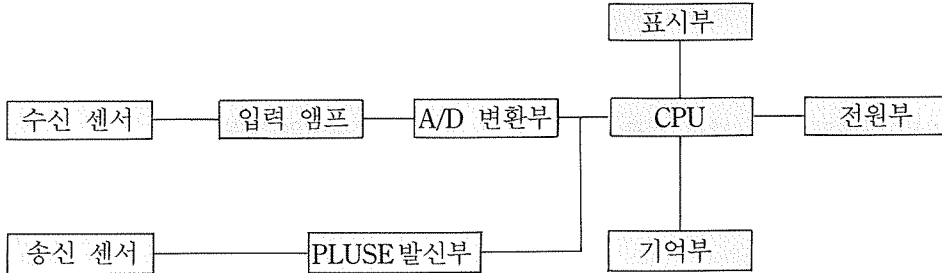 표시부
수신 센서
입력 앰프
A/D 변환부
CPU
전원부
송신 센서
PLUSE 발신부
기억부